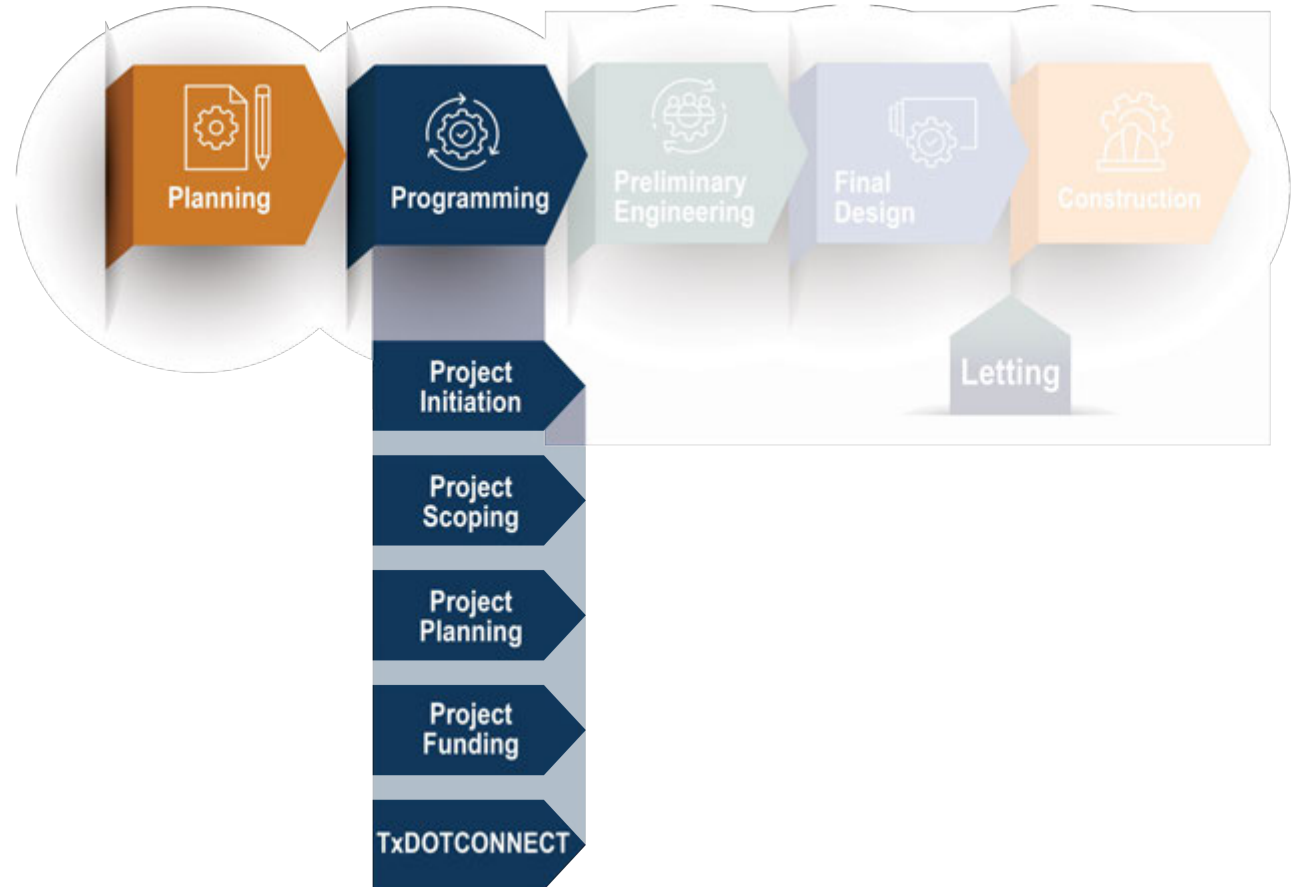 Planning
Programming
Preliminary
Engineering
Final
Design
Construction
Letting
Project
Initiation
Project
Scoping
Project
Planning
Project
Funding
TxDOTCONNECT